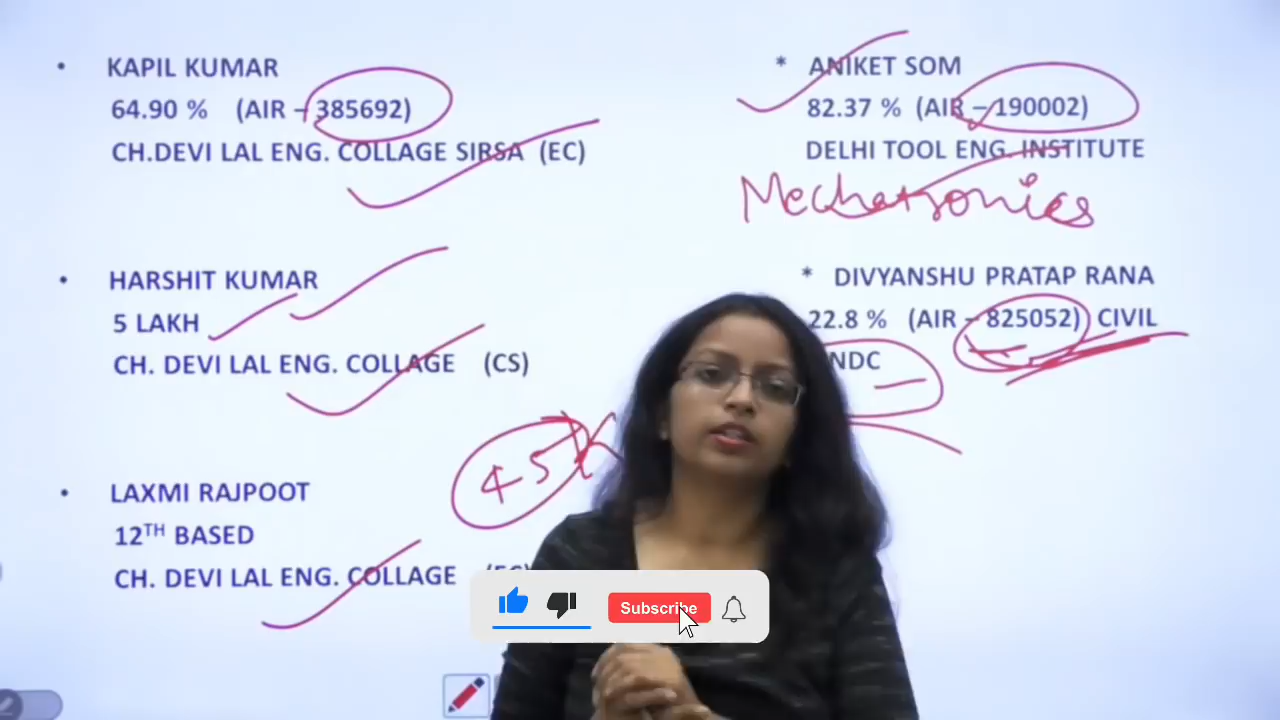 • KAPIL KUMAR
64.90 % (AIR – 385692)
CH.DEVI LAL ENG. COLLAGE SIRSA (EC)
* ANIKET SOM
82.37 % (AIR – 190002)
DELHI TOOL ENG. INSTITUTE
Mechatronics
• HARSHIT KUMAR
5 LAKH
CH. DEVI LAL ENG. COLLAGE (CS)
* DIVYANSHU PRATAP RANA
22.8 % (AIR – 825052) CIVIL
NDC
45K
• LAXMI RAJPOOT
12TH BASED
CH. DEVI LAL ENG. COLLAGE
Subscribe